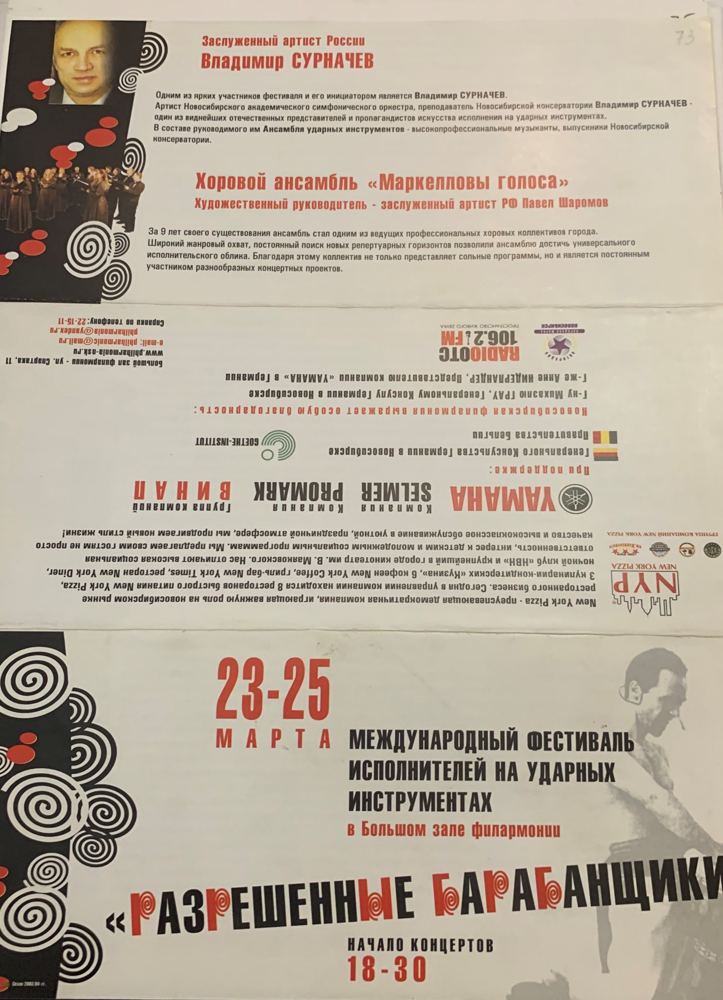 73
Заслуженный артист России
Владимир СУРНАЧЕВ
Одним из ярких участников фестиваля и его инициатором является Владимир СУРНАЧЕВ.
Артист Новосибирского академического симфонического оркестра, преподаватель Новосибирской консерватории Владимир СУРНАЧЕВ -
один из виднейших отечественных представителей и пропагандистов искусства исполнения на ударных инструментах.
В составе руководимого им Ансамбля ударных инструментов - высокопрофессиональные музыканты, выпускники Новосибирской
консерватории.
Хоровой ансамбль «Маркелловы голоса»
Художественный руководитель - заслуженный артист РФ Павел Шаромов
За 9 лет своего существования ансамбль стал одним из ведущих профессиональных хоровых коллективов города.
Широкий жанровый охват, постоянный поиск новых репертуарных горизонтов позволили ансамблю достичь универсального
исполнительского облика. Благодаря этому коллектив не только представляет сольные программы, но и является постоянным
участником разнообразных концертных проектов.
NYP
NEW YORK PIZZA
ГРУППА КОМПАНИЙ NEW YORK PIZZA
New York Pizza - преуспевающая демократичная компания, играющая важную роль на новосибирском рынке
ресторанного бизнеса. Сегодня в управлении компании находится 8 ресторанов быстрого питания New York Pizza,
3 кулинарии-кондитерских «Кузина», 6 кофеен New York Coffee, гриль-бар New York Times, ресторан New York Diner,
ночной клуб «НВН» и крупнейший в городе кинотеатр им. В. Маяковского. Нас отличают высокая социальная
ответственность, интерес к детским и молодежным социальным программам. Мы предлагаем своим гостям не просто
качество и высококлассное обслуживание в уютной, праздничной атмосфере, мы продвигаем новый стиль жизни!
YAMAHA
Компания
SELMER
Компания
PROMARK
Группа компаний
ВИНАП
При поддержке:
Генерального Консульства Германии в Новосибирске
Правительства Бельгии
GOETHE-INSTITUT
Новосибирская филармония выражает особую благодарность:
Г-ну Михаэлю ГРАУ, Генеральному Консулу Германии в Новосибирске
Г-же Анне НИДЕРЛАНДЕР, Представителю компании «YAMAHA» в Германии
АВТОРАДИО
НАРОДНАЯ МАРКА
НОВОСИБИРСК
RADIOОТС
106.2 FM
ПРОСТРАНСТВО ЖИВОГО ЗВУКА
Большой зал филармонии - ул. Спартака, 11
www.philharmonia-nsk.ru
e-mail: philharmonic@mail.ru
philharmonia@yandex.ru
Справки по телефону: 22-15-11
23-25
МАРТА
МЕЖДУНАРОДНЫЙ ФЕСТИВАЛЬ
ИСПОЛНИТЕЛЕЙ НА УДАРНЫХ
ИНСТРУМЕНТАХ
в Большом зале филармонии
«РАЗРЕШЕННЫЕ БАРАБАНЩИКИ
НАЧАЛО КОНЦЕРТОВ
18-30
Сезон 2003/04 гг.